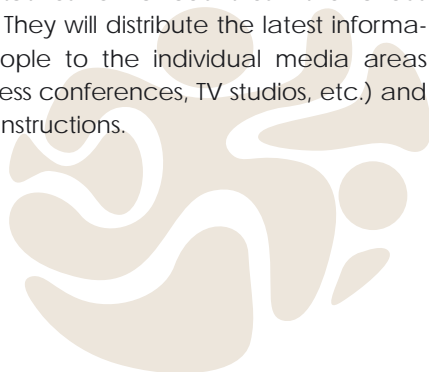 They will distribute the latest informa-
ople to the individual media areas
ess conferences, TV studios, etc.) and
nstructions.